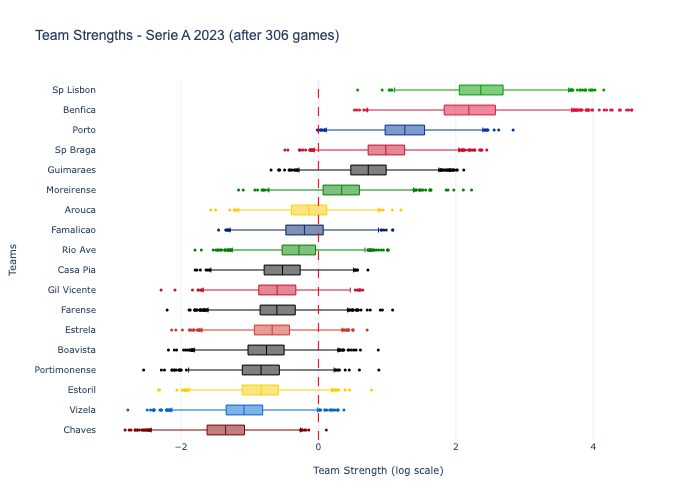 Team Strengths - Serie A 2023 (after 306 games)
Sp Lisbon
Benfica
Porto
Sp Braga
Guimaraes
Moreirense
Arouca
Famalicao
Rio Ave
Casa Pia
Gil Vicente
Farense
Estrela
Boavista
Portimonense
Estoril
Vizela
Chaves
Teams
−2 0 2 4
Team Strength (log scale)